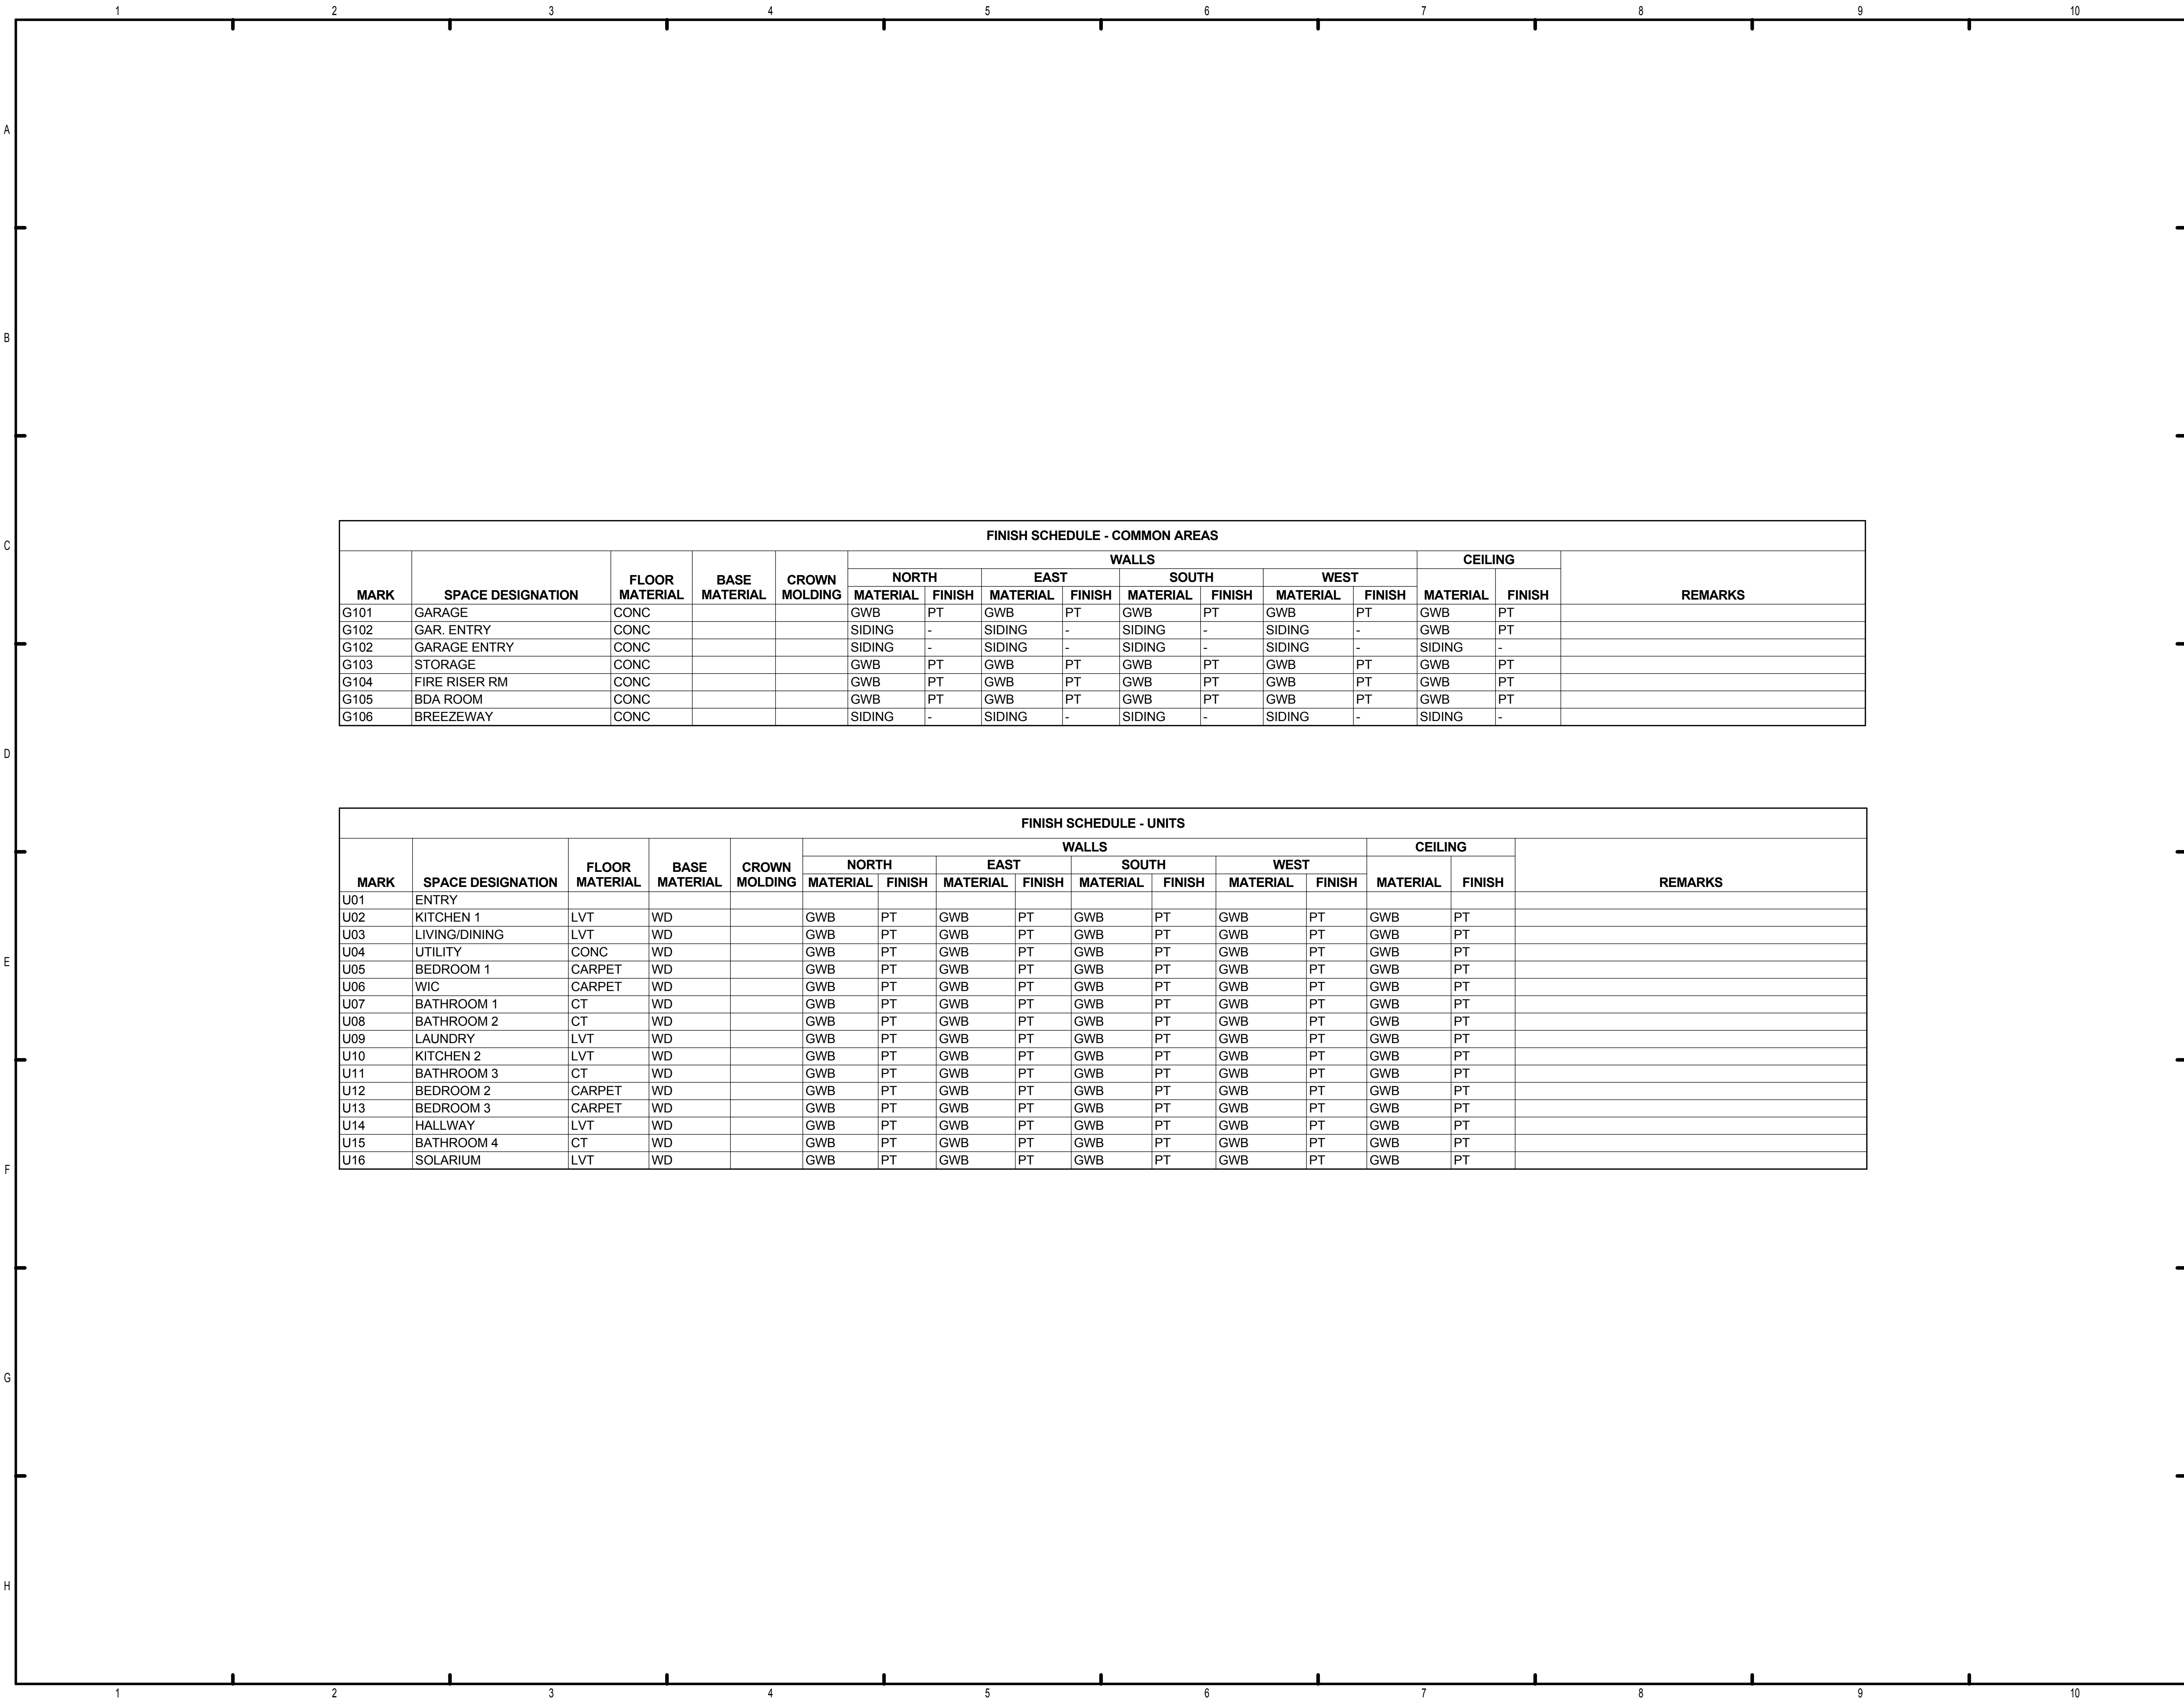 1 2 3 4 5 6 7 8 9 10
A
B
C
D
E
F
G
H
FINISH SCHEDULE - COMMON AREAS
WALLS CEILING
NORTH EAST SOUTH WEST
MARK SPACE DESIGNATION FLOOR MATERIAL BASE MATERIAL CROWN MOLDING MATERIAL FINISH MATERIAL FINISH MATERIAL FINISH MATERIAL FINISH MATERIAL FINISH REMARKS
G101 GARAGE CONC GWB PT GWB PT GWB PT GWB PT GWB PT
G102 GAR. ENTRY CONC SIDING - SIDING - SIDING - SIDING - GWB PT
G102 GARAGE ENTRY CONC SIDING - SIDING - SIDING - SIDING - SIDING -
G103 STORAGE CONC GWB PT GWB PT GWB PT GWB PT GWB PT
G104 FIRE RISER RM CONC GWB PT GWB PT GWB PT GWB PT GWB PT
G105 BDA ROOM CONC GWB PT GWB PT GWB PT GWB PT GWB PT
G106 BREEZEWAY CONC SIDING - SIDING - SIDING - SIDING - SIDING -
FINISH SCHEDULE - UNITS
WALLS CEILING
NORTH EAST SOUTH WEST
MARK SPACE DESIGNATION FLOOR MATERIAL BASE MATERIAL CROWN MOLDING MATERIAL FINISH MATERIAL FINISH MATERIAL FINISH MATERIAL FINISH MATERIAL FINISH REMARKS
U01 ENTRY
U02 KITCHEN 1 LVT WD GWB PT GWB PT GWB PT GWB PT GWB PT
U03 LIVING/DINING LVT WD GWB PT GWB PT GWB PT GWB PT GWB PT
U04 UTILITY CONC WD GWB PT GWB PT GWB PT GWB PT GWB PT
U05 BEDROOM 1 CARPET WD GWB PT GWB PT GWB PT GWB PT GWB PT
U06 WIC CARPET WD GWB PT GWB PT GWB PT GWB PT GWB PT
U07 BATHROOM 1 CT WD GWB PT GWB PT GWB PT GWB PT GWB PT
U08 BATHROOM 2 CT WD GWB PT GWB PT GWB PT GWB PT GWB PT
U09 LAUNDRY LVT WD GWB PT GWB PT GWB PT GWB PT GWB PT
U10 KITCHEN 2 LVT WD GWB PT GWB PT GWB PT GWB PT GWB PT
U11 BATHROOM 3 CT WD GWB PT GWB PT GWB PT GWB PT GWB PT
U12 BEDROOM 2 CARPET WD GWB PT GWB PT GWB PT GWB PT GWB PT
U13 BEDROOM 3 CARPET WD GWB PT GWB PT GWB PT GWB PT GWB PT
U14 HALLWAY LVT WD GWB PT GWB PT GWB PT GWB PT GWB PT
U15 BATHROOM 4 CT WD GWB PT GWB PT GWB PT GWB PT GWB PT
U16 SOLARIUM LVT WD GWB PT GWB PT GWB PT GWB PT GWB PT
1 2 3 4 5 6 7 8 9 10